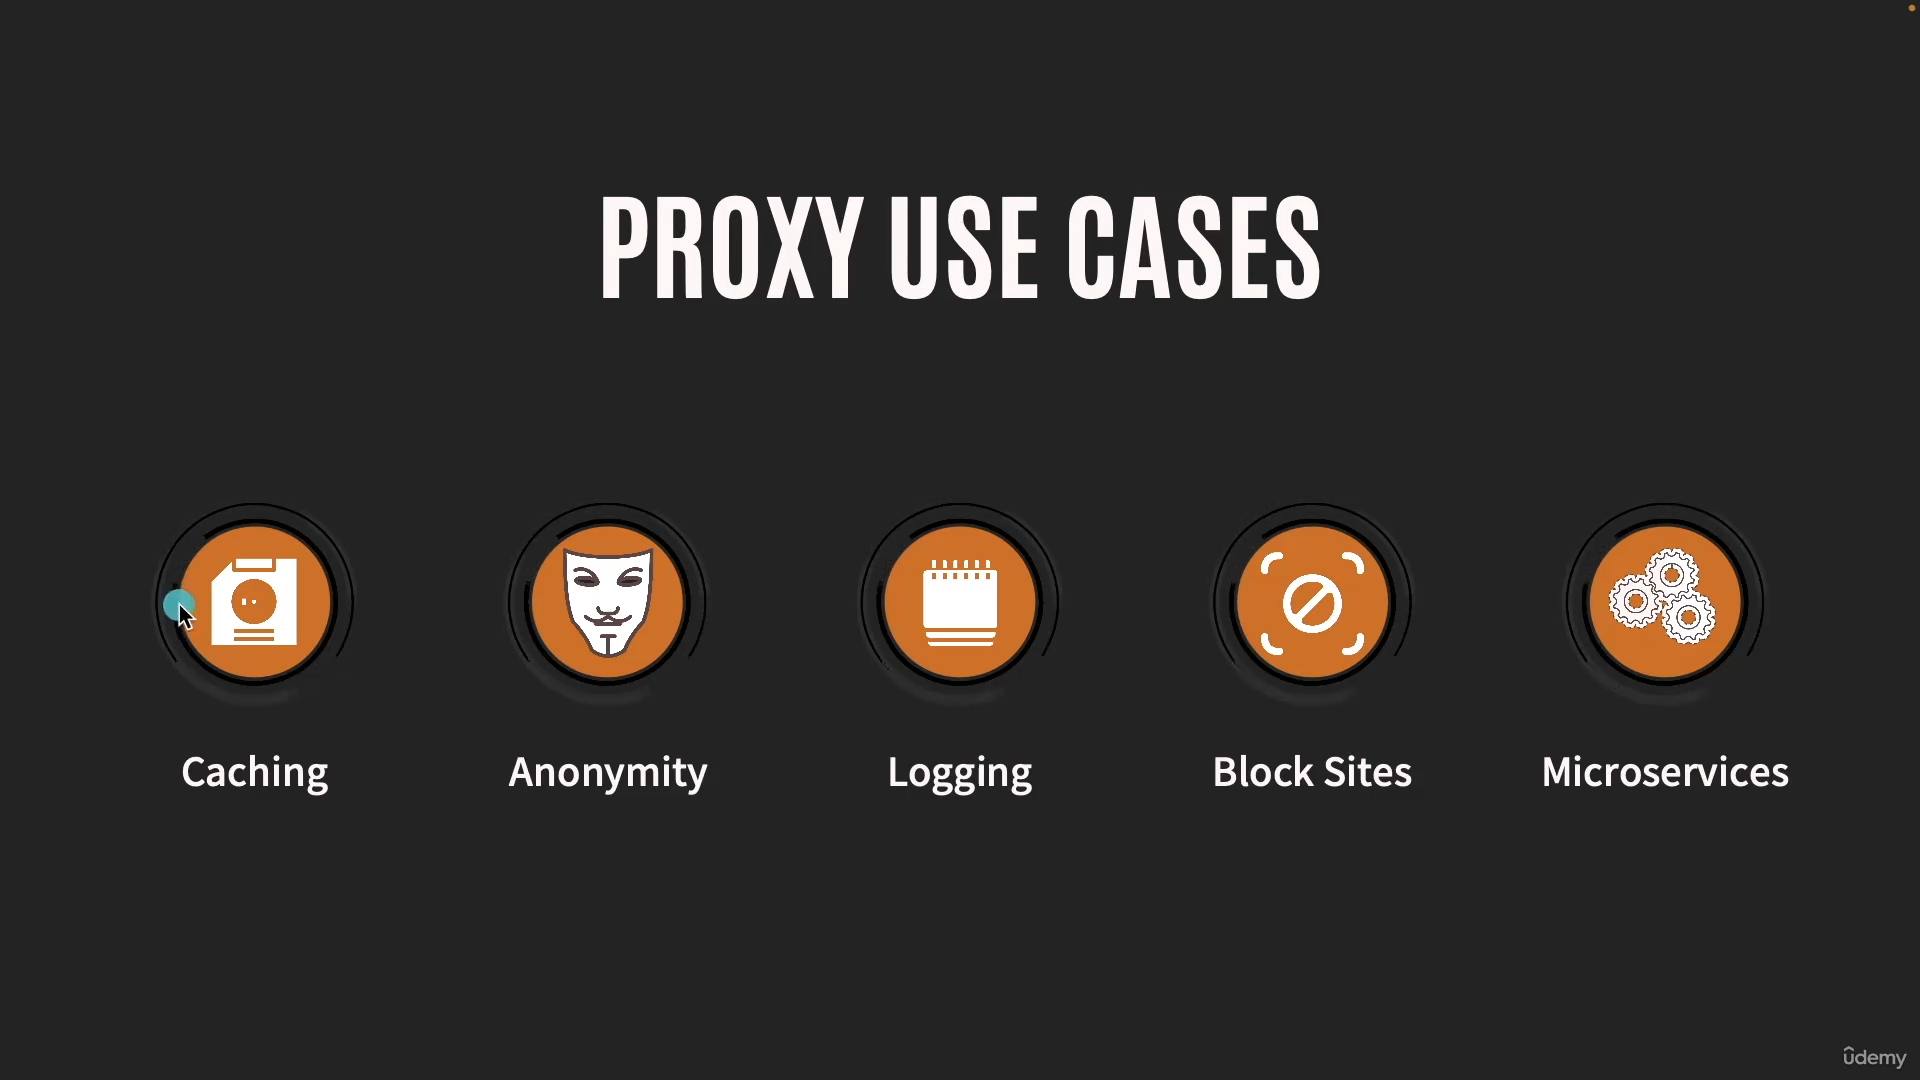 PROXY USE CASES
Caching
Anonymity
Logging
Block Sites
Microservices
ûdemy